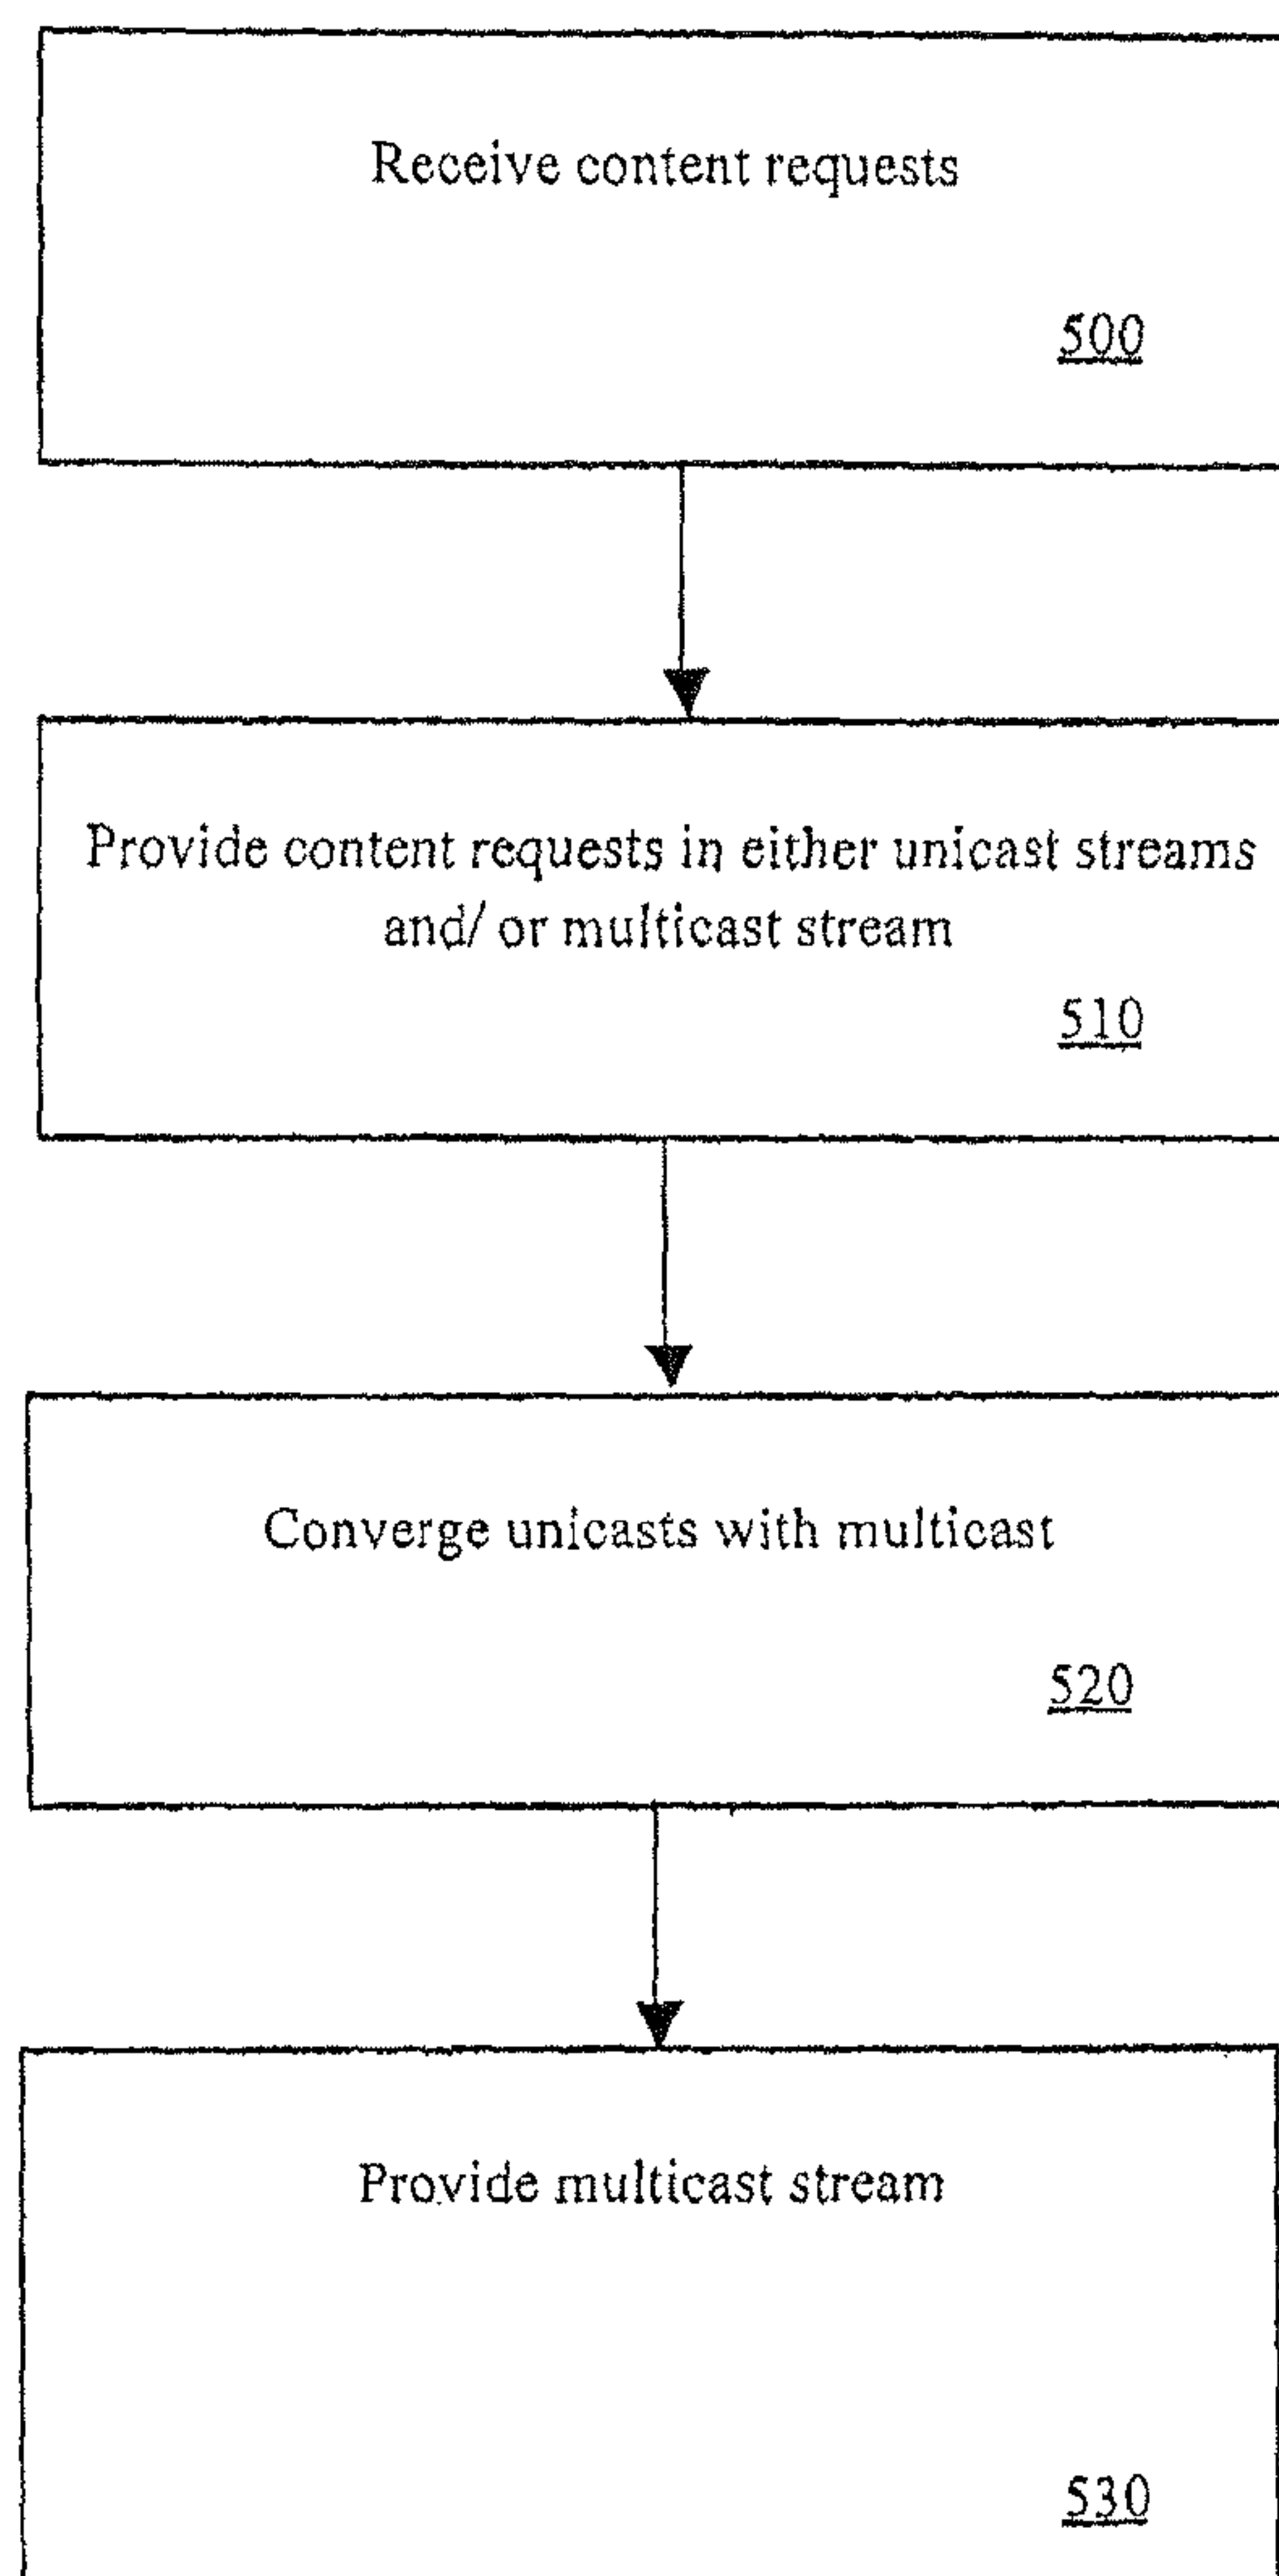 Receive content requests
500
Provide content requests in either unicast streams
and/ or multicast stream
510
Converge unicasts with multicast
520
Provide multicast stream
530